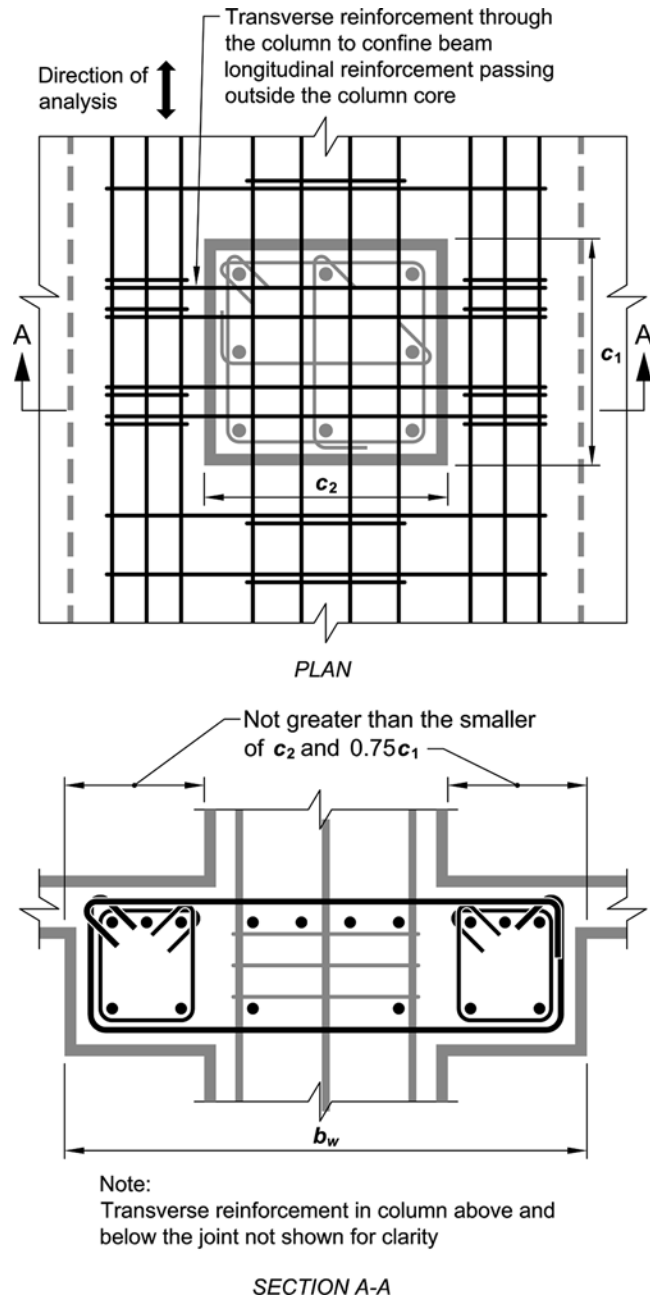 Transverse reinforcement through
the column to confine beam
longitudinal reinforcement passing
outside the column core
Direction of
analysis
A
A
c₁
c₂
PLAN
Not greater than the smaller
of c₂ and 0.75c₁
b_w
Note:
Transverse reinforcement in column above and
below the joint not shown for clarity
SECTION A-A